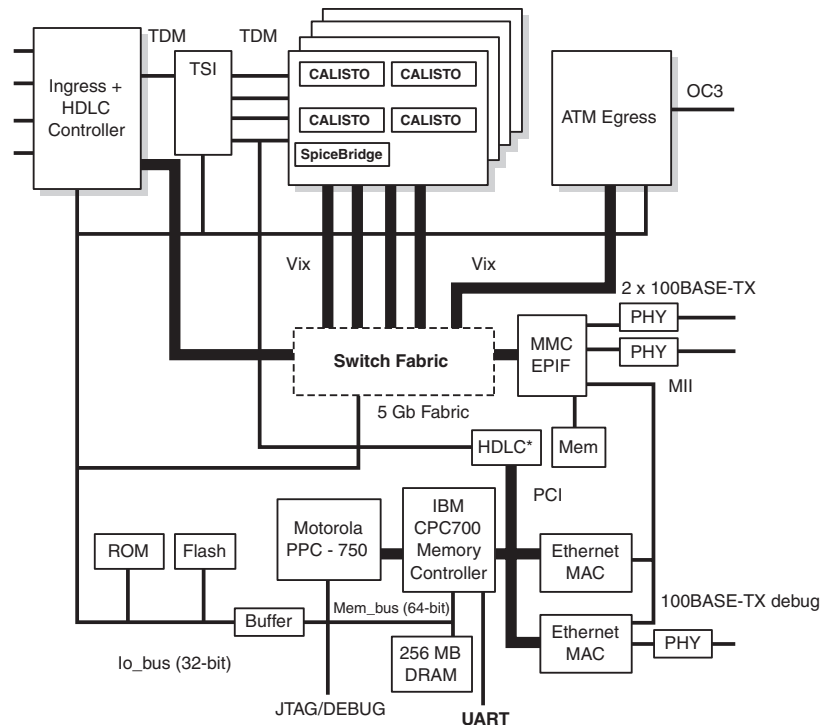 TDM
TDM
Ingress +
HDLC
Controller
TSI
CALISTO
CALISTO
CALISTO
CALISTO
SpiceBridge
ATM Egress
OC3
Vix
Vix
2 x 100BASE-TX
PHY
PHY
MMC
EPIF
Switch Fabric
MII
5 Gb Fabric
HDLC*
Mem
PCI
ROM
Flash
Motorola
PPC - 750
IBM
CPC700
Memory
Controller
Ethernet
MAC
100BASE-TX debug
Buffer
Mem_bus (64-bit)
Ethernet
MAC
PHY
Io_bus (32-bit)
256 MB
DRAM
JTAG/DEBUG
UART